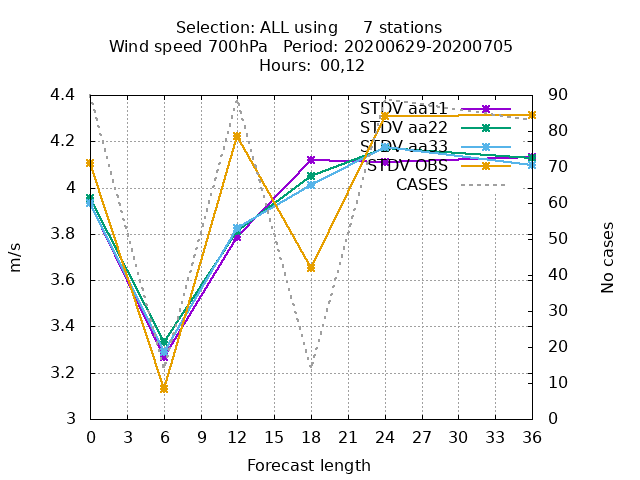 Selection: ALL using 7 stations
Wind speed 700hPa Period: 20200629-20200705
Hours: 00,12
4.4
4.2
4
3.8
3.6
3.4
3.2
3
m/s
90
80
70
60
50
40
30
20
10
0
No cases
STDV aa11
STDV aa22
STDV aa33
STDV OBS
CASES
0 3 6 9 12 15 18 21 24 27 30 33 36
Forecast length